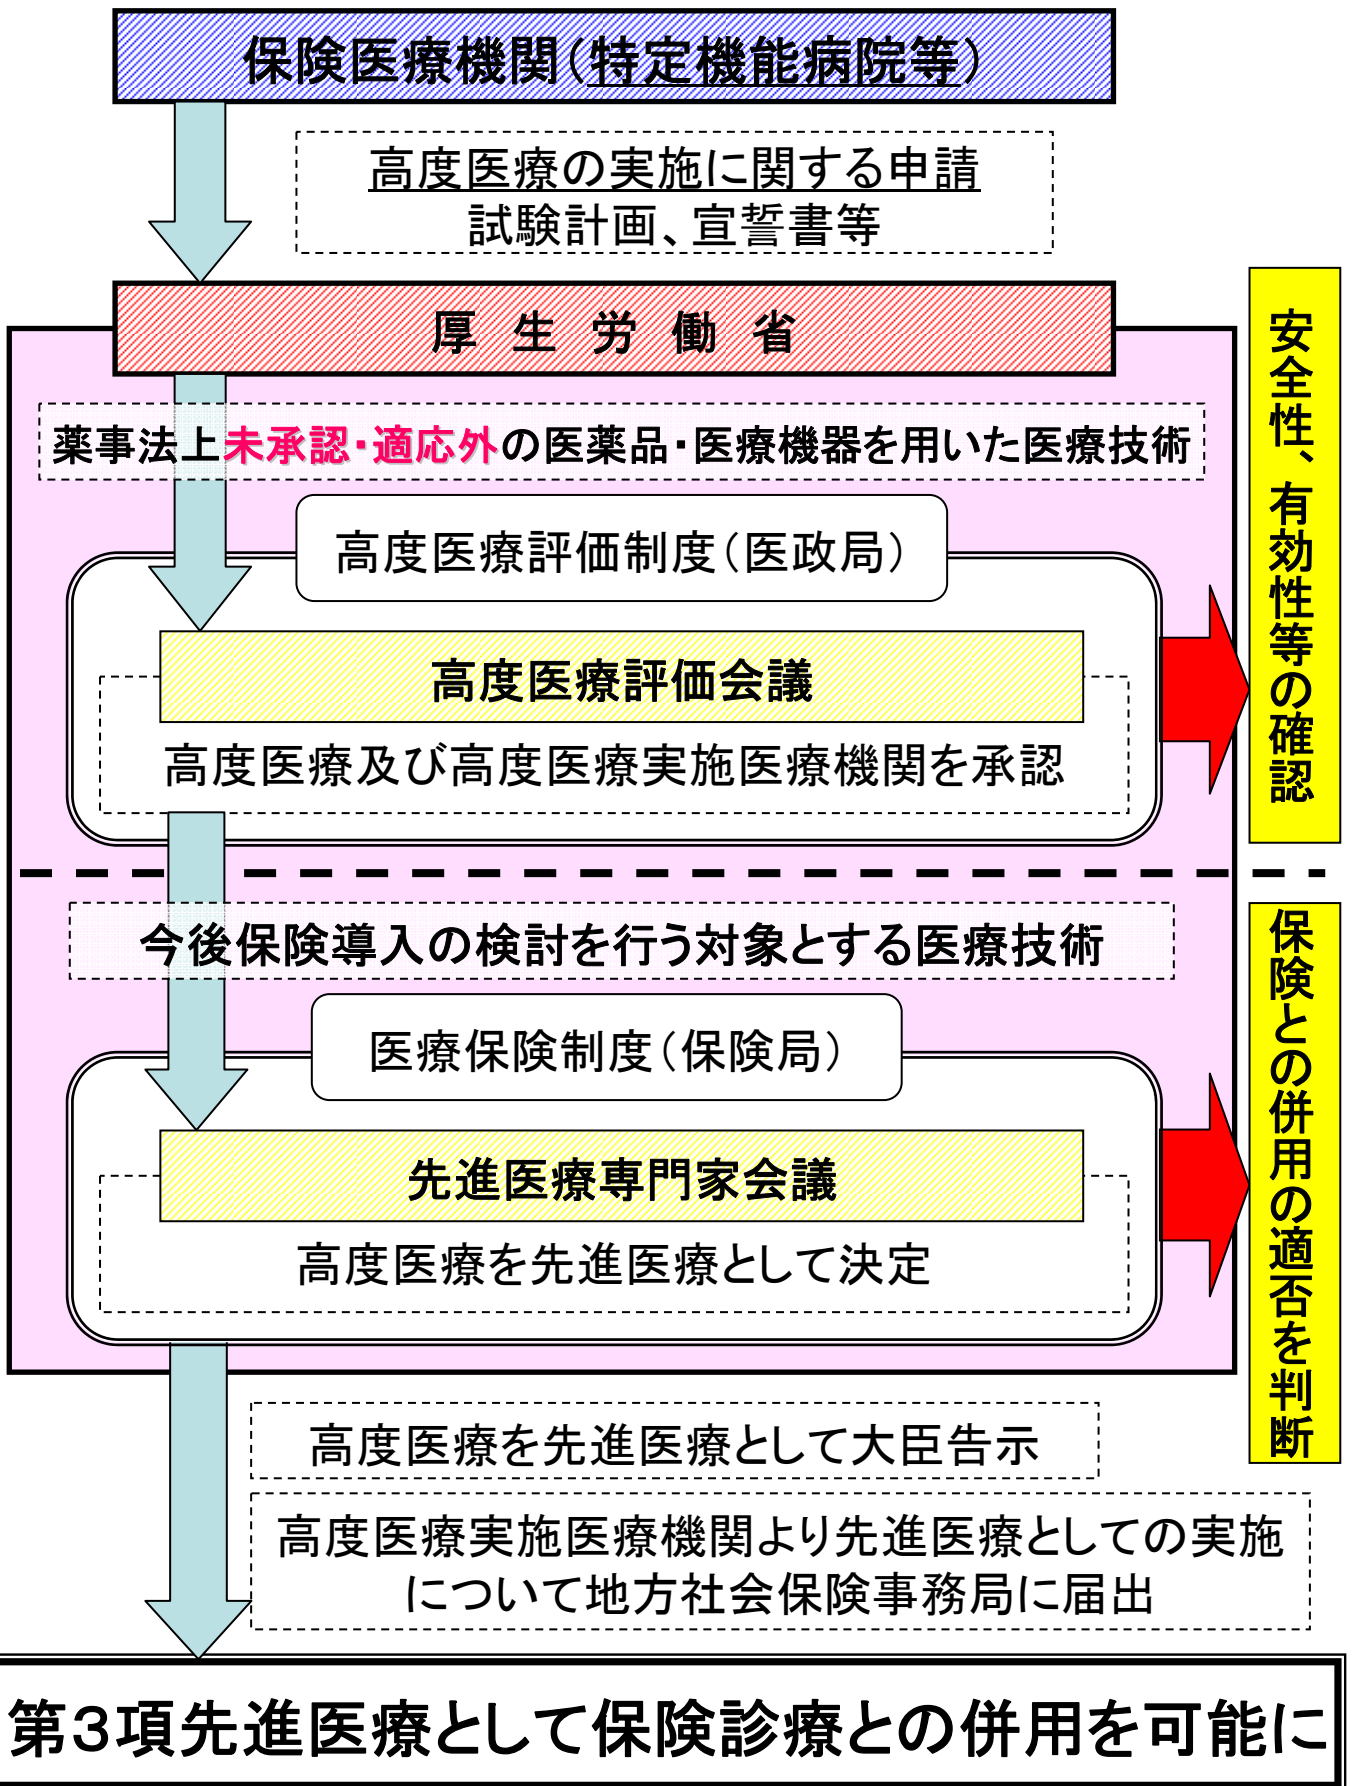 保険医療機関（特定機能病院等）
高度医療の実施に関する申請
試験計画、宣誓書等
厚生労働省
薬事法上未承認・適応外の医薬品・医療機器を用いた医療技術
高度医療評価制度（医政局）
高度医療評価会議
高度医療及び高度医療実施医療機関を承認
安全性、有効性等の確認
今後保険導入の検討を行う対象とする医療技術
医療保険制度（保険局）
先進医療専門家会議
高度医療を先進医療として決定
保険との併用の適否を判断
高度医療を先進医療として大臣告示
高度医療実施医療機関より先進医療としての実施
について地方社会保険事務局に届出
第３項先進医療として保険診療との併用を可能に